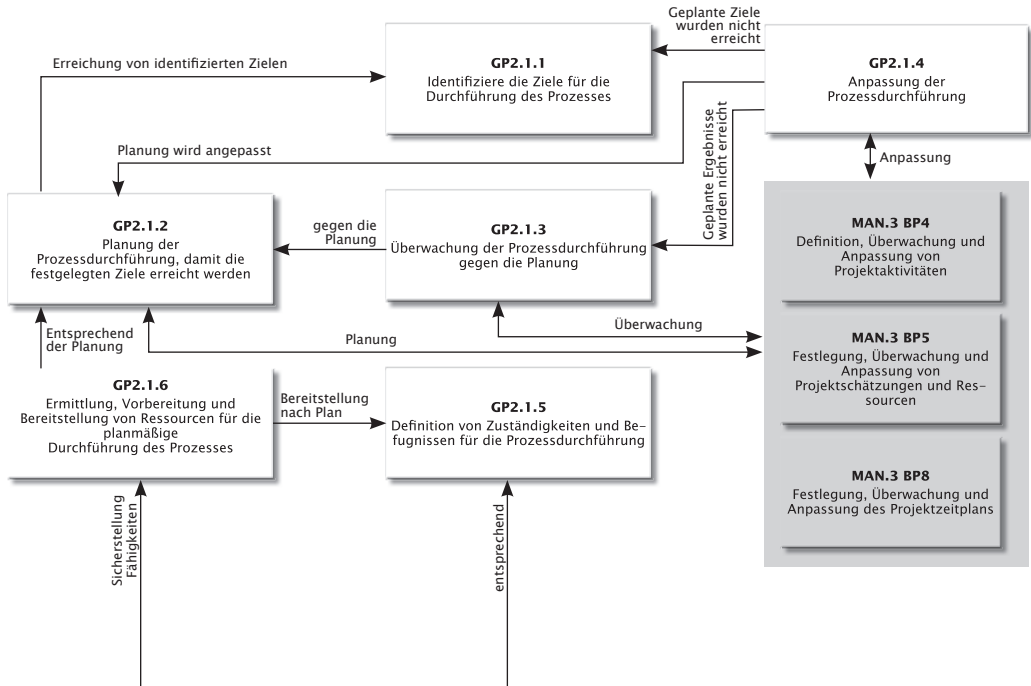 Geplante Ziele
wurden nicht
erreicht
GP2.1.1
Identifiziere die Ziele für die
Durchführung des Prozesses
GP2.1.4
Anpassung der
Prozessdurchführung
Erreichung von identifizierten Zielen
Planung wird angepasst
Geplante Ergebnisse
wurden nicht erreicht
Anpassung
GP2.1.2
Planung der
Prozessdurchführung, damit die
festgelegten Ziele erreicht werden
gegen die
Planung
GP2.1.3
Überwachung der Prozessdurchführung
gegen die Planung
MAN.3 BP4
Definition, Überwachung und
Anpassung von
Projektaktivitäten
Entsprechend
der Planung
Planung
Überwachung
MAN.3 BP5
Festlegung, Überwachung und
Anpassung von
Projektschätzungen und Res-
sourcen
GP2.1.6
Ermittlung, Vorbereitung und
Bereitstellung von Ressourcen für die
planmäßige
Durchführung des Prozesses
Bereitstellung
nach Plan
GP2.1.5
Definition von Zuständigkeiten und Be-
fugnissen für die Prozessdurchführung
MAN.3 BP8
Festlegung, Überwachung und
Anpassung des Projektzeitplans
Sicherstellung
Fähigkeiten
entsprechend